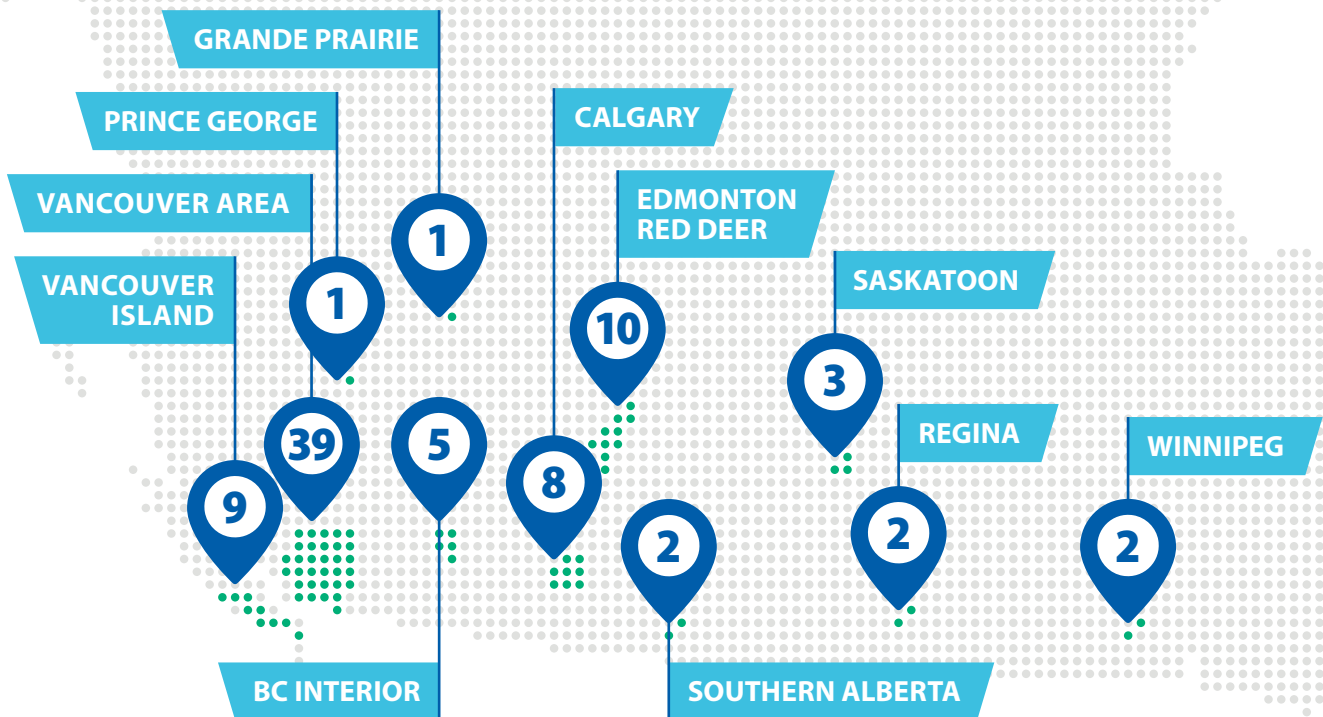 GRANDE PRAIRIE
PRINCE GEORGE
CALGARY
VANCOUVER AREA
EDMONTON
RED DEER
1
VANCOUVER
ISLAND
SASKATOON
1
10
3
39
5
REGINA
WINNIPEG
8
9
2
2
2
BC INTERIOR
SOUTHERN ALBERTA